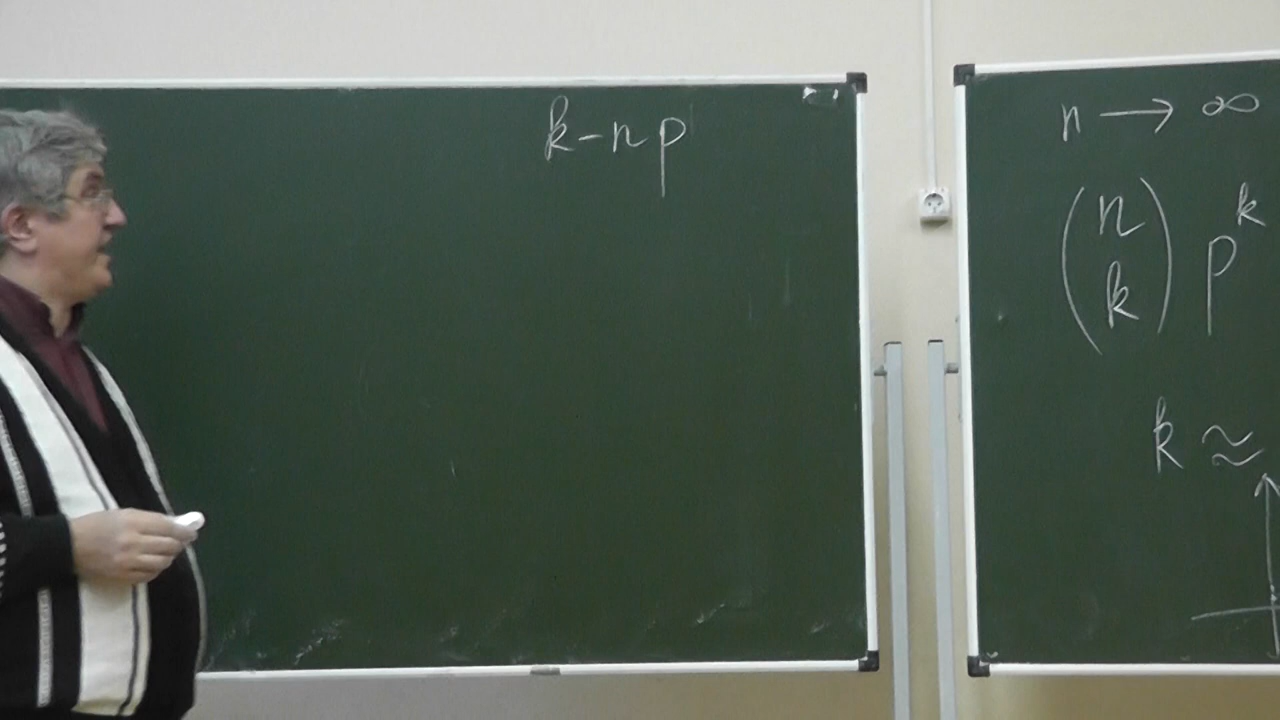 k-np
n → ∞
(n k) p^k
k ≈